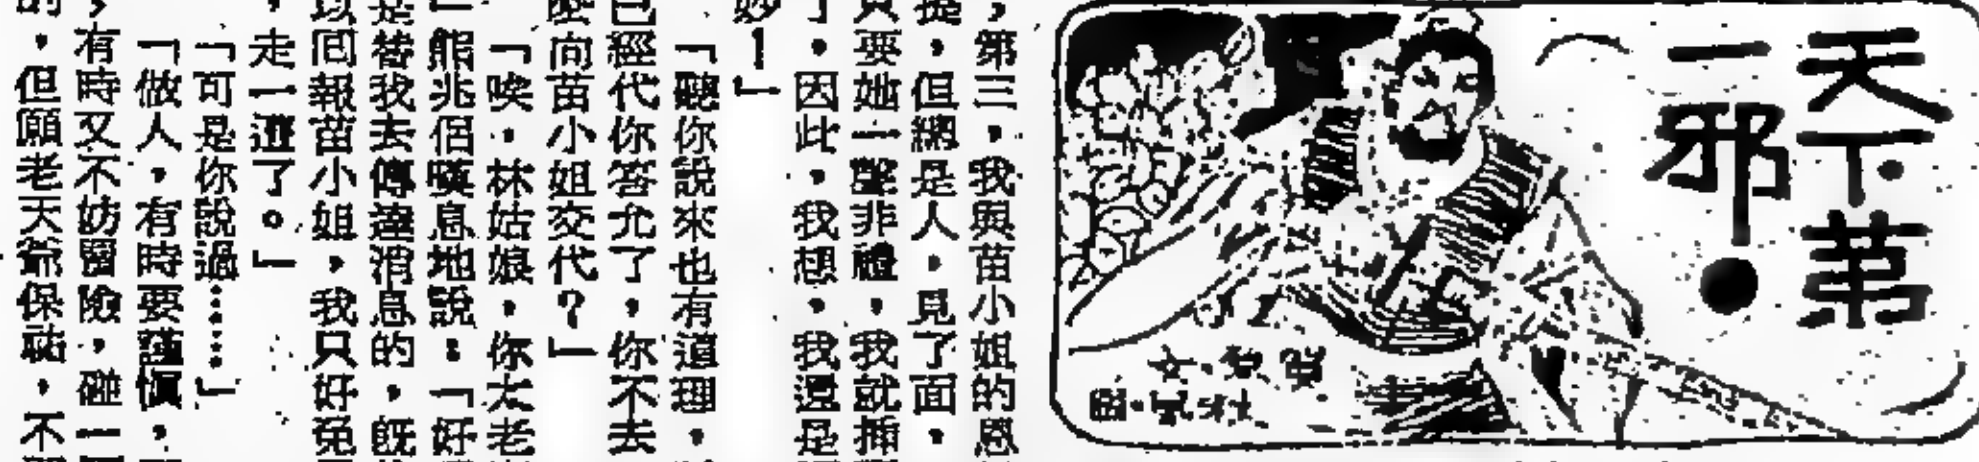 天下第
一邪
，第三，我與苗小姐的恩
提，但總是人，見了面，
只要她一聲非禮，我就插
了，因此，我想，我還是
妙！」
「聽你說來也有道理，
已經代你答允了，你不去
麼向苗小姐交代？」
「唉，林姑娘，你太老
」熊兆侶嘆息地說：「好
是替我去傳達消息的，旣
以囘報苗小姐，我只好冤
，走一遭了。」
「可是你說過……」
「做人，有時要謹慎，
，有時又不妨冒險，碰一
的，但願老天爺保祐，不